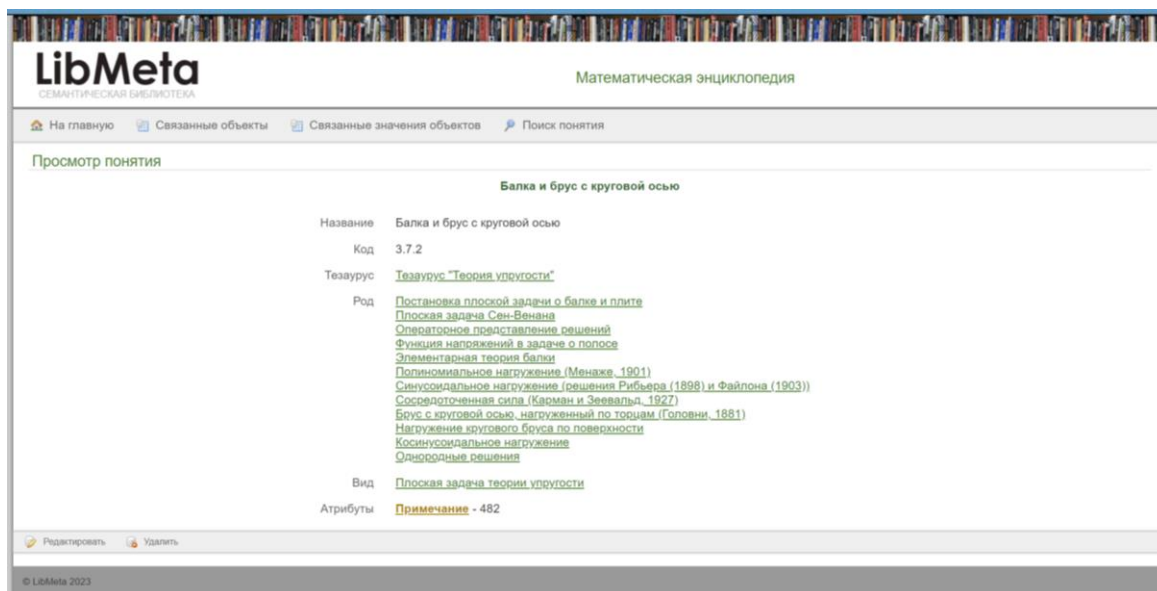 LibMeta
СЕМАНТИЧЕСКАЯ БИБЛИОТЕКА
Математическая энциклопедия
На главную Связанные объекты Связанные значения объектов Поиск понятия
Просмотр понятия
Балка и брус с круговой осью
Название Балка и брус с круговой осью
Код 3.7.2
Тезаурус Тезаурус "Теория упругости"
Род Постановка плоской задачи о балке и плите
Плоская задача Сен-Венана
Операторное представление решений
Функция напряжений в задаче о полосе
Элементарная теория балки
Полиномиальное нагружение (Менаже, 1901)
Синусоидальное нагружение (решения Рибьера (1898) и Файлона (1903))
Сосредоточенная сила (Карман и Зеевальд, 1927)
Брус с круговой осью, нагруженный по торцам (Головни, 1881)
Нагружение кругового бруса по поверхности
Косинусоидальное нагружение
Однородные решения
Вид Плоская задача теории упругости
Атрибуты Примечание - 482
Редактировать Удалить
© LibMeta 2023